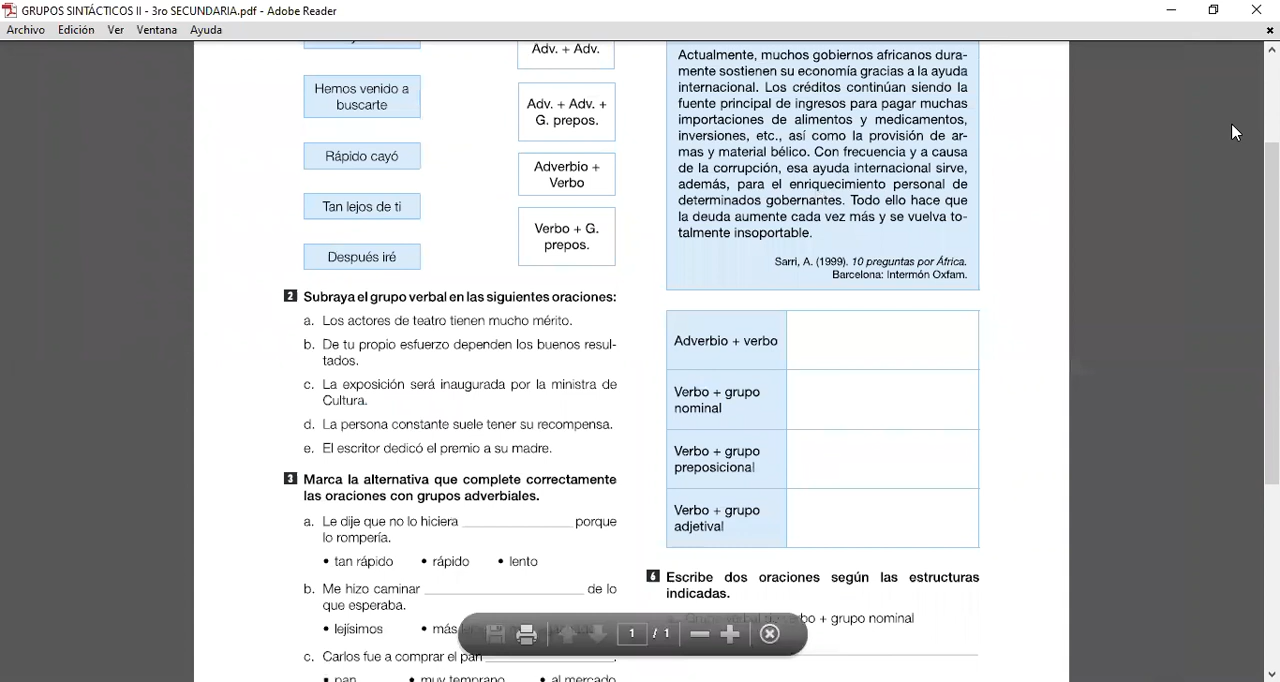 GRUPOS SINTÁCTICOS II - 3ro SECUNDARIA.pdf - Adobe Reader
Archivo Edición Ver Ventana Ayuda
Adv. + Adv.
Hemos venido a
buscarte
Adv. + Adv. +
G. prepos.
Rápido cayó
Adverbio +
Verbo
Tan lejos de ti
Verbo + G.
prepos.
Después iré
2 Subraya el grupo verbal en las siguientes oraciones:
a. Los actores de teatro tienen mucho mérito.
b. De tu propio esfuerzo dependen los buenos resul-
tados.
c. La exposición será inaugurada por la ministra de
Cultura.
d. La persona constante suele tener su recompensa.
e. El escritor dedicó el premio a su madre.
3 Marca la alternativa que complete correctamente
las oraciones con grupos adverbiales.
a. Le dije que no lo hiciera ______________ porque
lo rompería.
• tan rápido • rápido • lento
b. Me hizo caminar ____________________ de lo
que esperaba.
• lejísimos • más
c. Carlos fue a comprar el pan ________________.
• pan • muy temprano • al mercado
Actualmente, muchos gobiernos africanos dura-
mente sostienen su economía gracias a la ayuda
internacional. Los créditos continúan siendo la
fuente principal de ingresos para pagar muchas
importaciones de alimentos y medicamentos,
inversiones, etc., así como la provisión de ar-
mas y material bélico. Con frecuencia y a causa
de la corrupción, esa ayuda internacional sirve,
además, para el enriquecimiento personal de
determinados gobernantes. Todo ello hace que
la deuda aumente cada vez más y se vuelva to-
talmente insoportable.
Sarri, A. (1999). 10 preguntas por África.
Barcelona: Intermón Oxfam.
Adverbio + verbo
Verbo + grupo
nominal
Verbo + grupo
preposicional
Verbo + grupo
adjetival
6 Escribe dos oraciones según las estructuras
indicadas.
verbo + grupo nominal
1 / 1